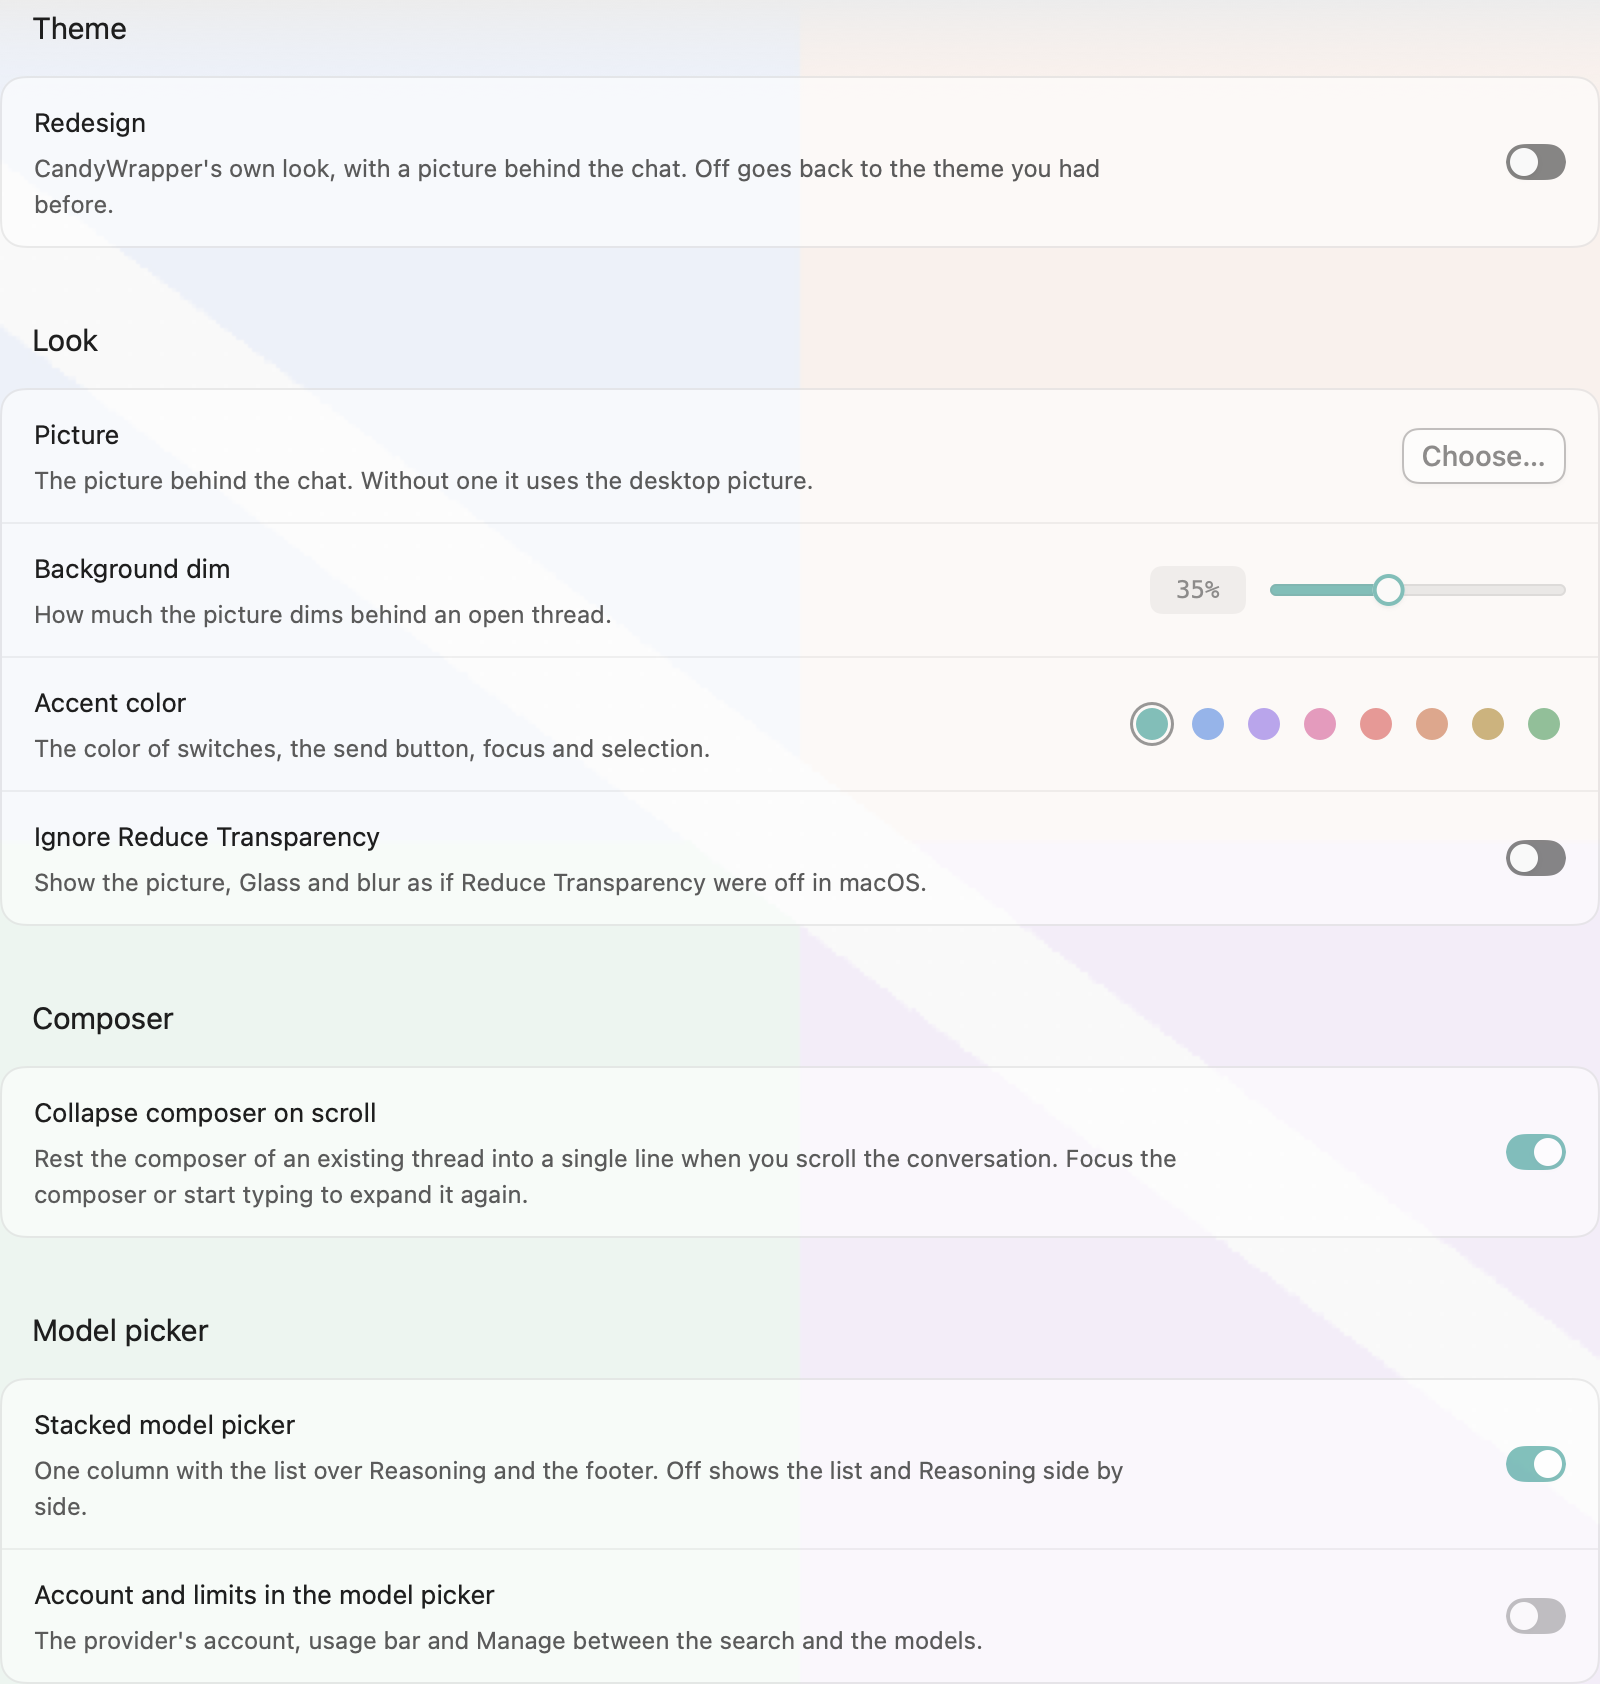 Theme
Redesign
CandyWrapper's own look, with a picture behind the chat. Off goes back to the theme you had
before.
Look
Picture
The picture behind the chat. Without one it uses the desktop picture.
Choose...
Background dim
How much the picture dims behind an open thread.
35%
Accent color
The color of switches, the send button, focus and selection.
Ignore Reduce Transparency
Show the picture, Glass and blur as if Reduce Transparency were off in macOS.
Composer
Collapse composer on scroll
Rest the composer of an existing thread into a single line when you scroll the conversation. Focus the
composer or start typing to expand it again.
Model picker
Stacked model picker
One column with the list over Reasoning and the footer. Off shows the list and Reasoning side by
side.
Account and limits in the model picker
The provider's account, usage bar and Manage between the search and the models.